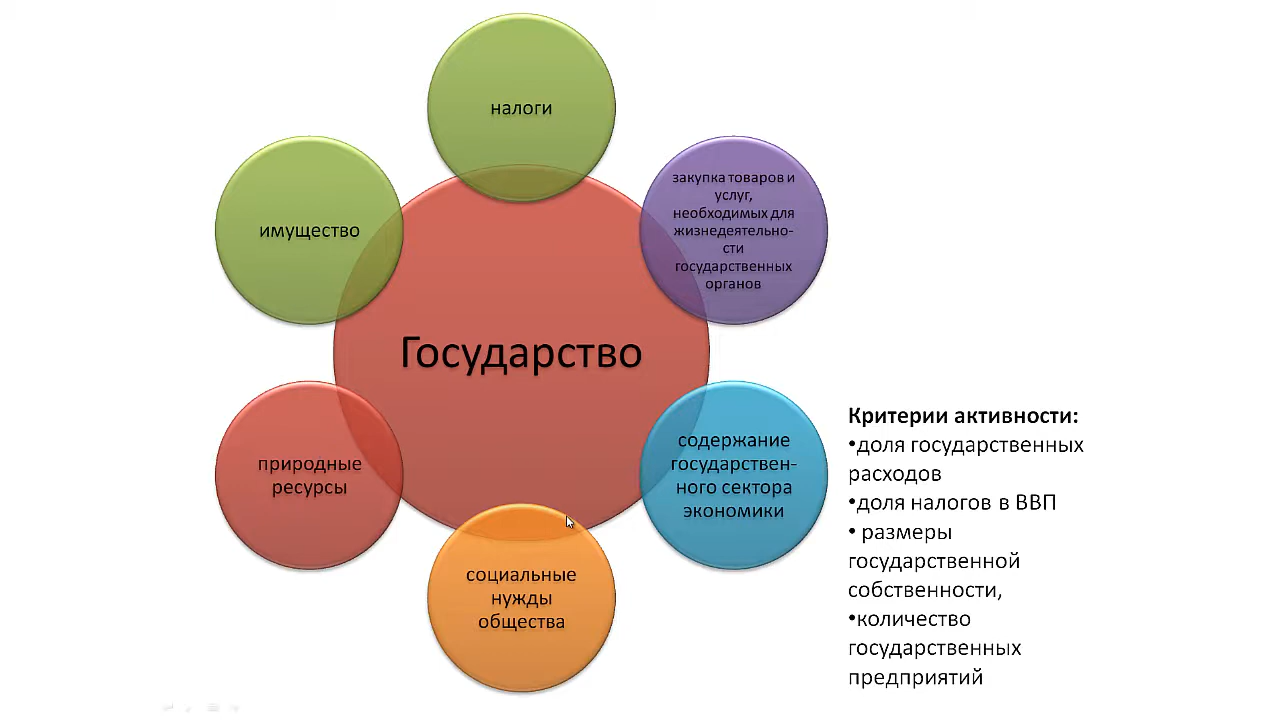 налоги
закупка товаров и
услуг,
необходимых для
жизнедеятельно-
сти
государственных
органов
имущество
Государство
содержание
государствен-
ного сектора
экономики
природные
ресурсы
социальные
нужды
общества
Критерии активности:
•доля государственных
расходов
•доля налогов в ВВП
• размеры
государственной
собственности,
•количество
государственных
предприятий